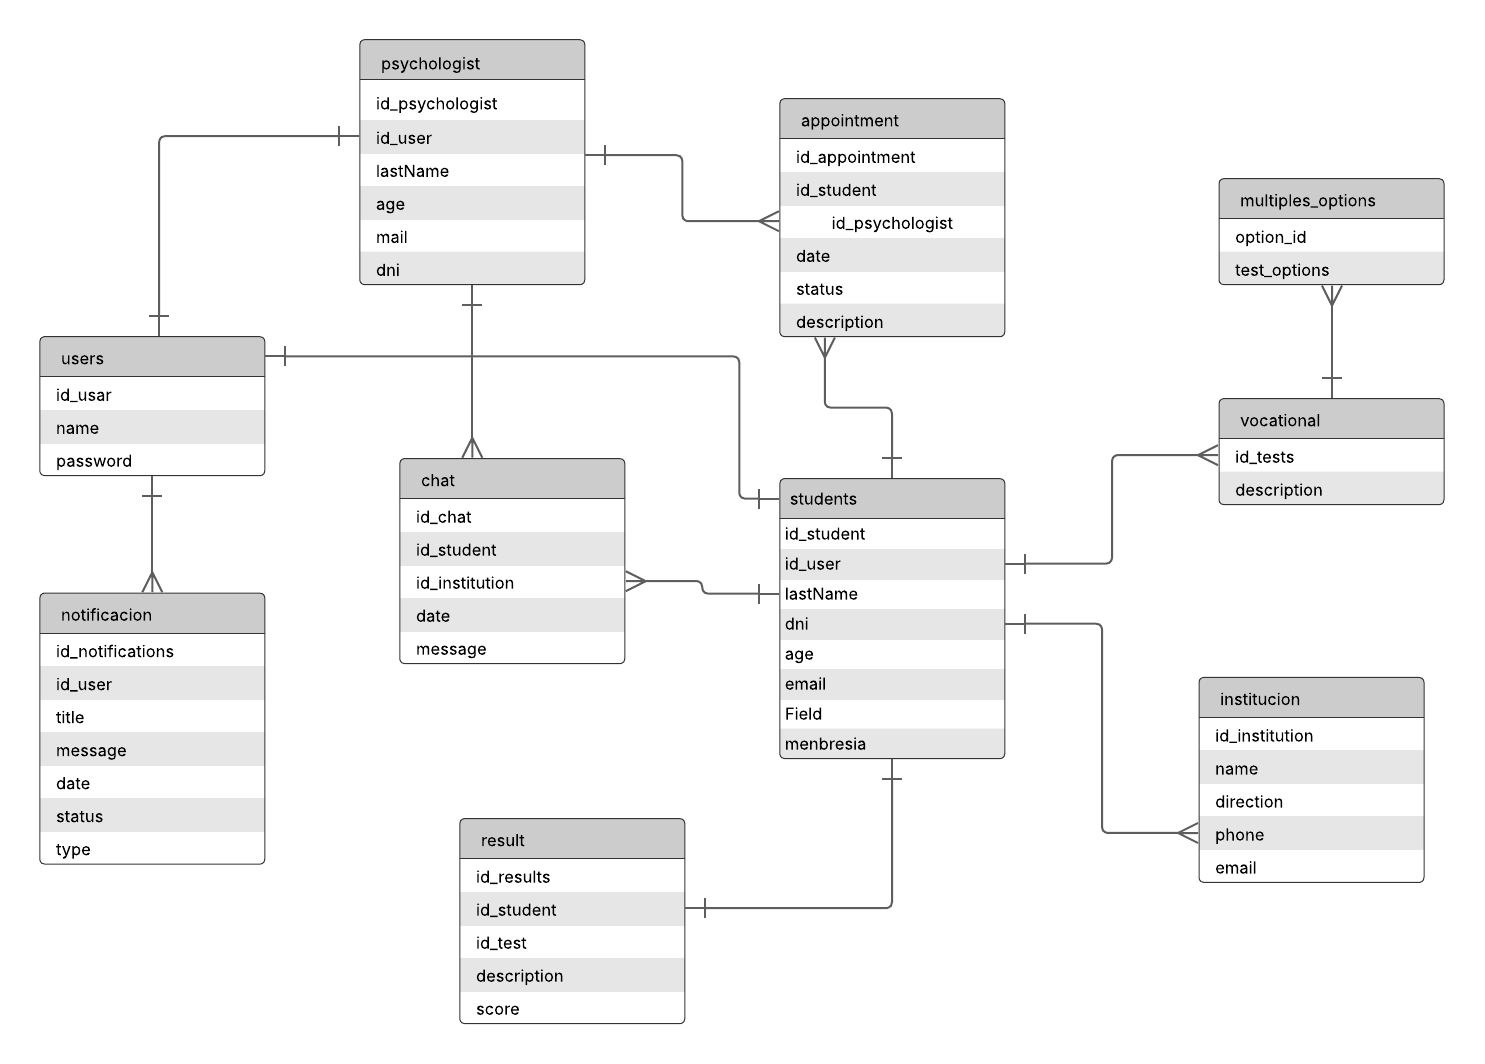 psychologist
id_psychologist
id_user
lastName
age
mail
dni
appointment
id_appointment
id_student
id_psychologist
date
status
description
multiples_options
option_id
test_options
users
id_usar
name
password
chat
id_chat
id_student
id_institution
date
message
students
id_student
id_user
lastName
dni
age
email
Field
menbresia
vocational
id_tests
description
notificacion
id_notifications
id_user
title
message
date
status
type
institucion
id_institution
name
direction
phone
email
result
id_results
id_student
id_test
description
score